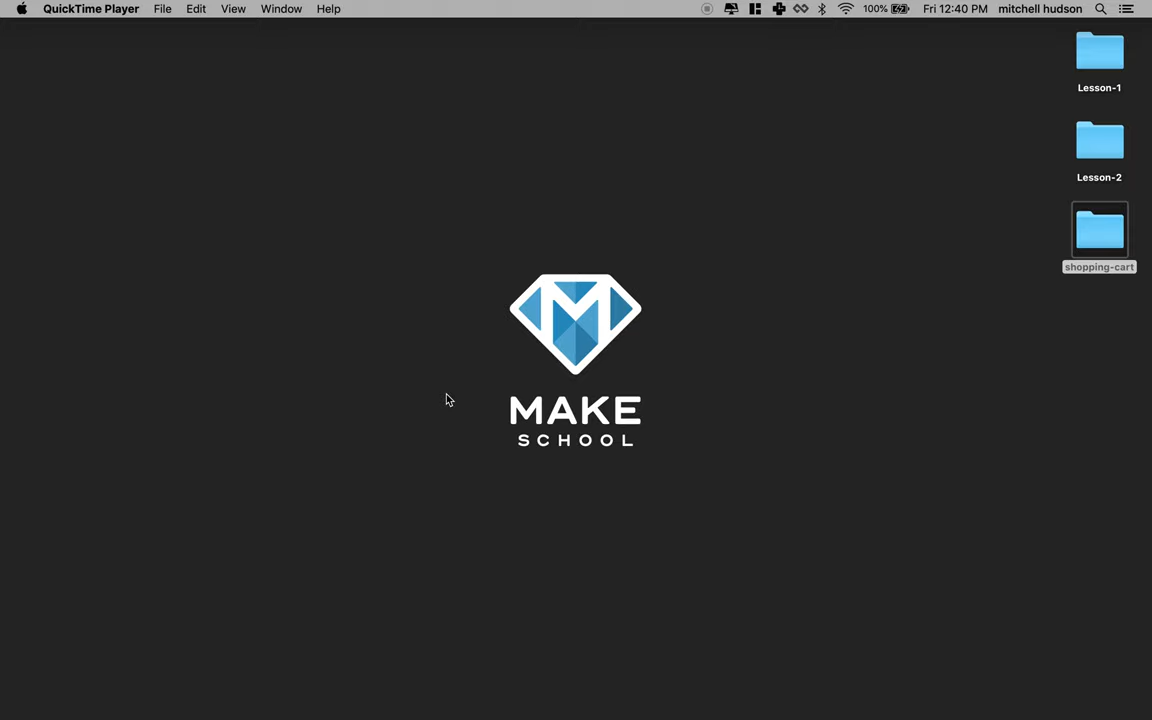 QuickTime Player File Edit View Window Help 100% Fri 12:40 PM mitchell hudson
Lesson-1
Lesson-2
shopping-cart
MAKE
SCHOOL